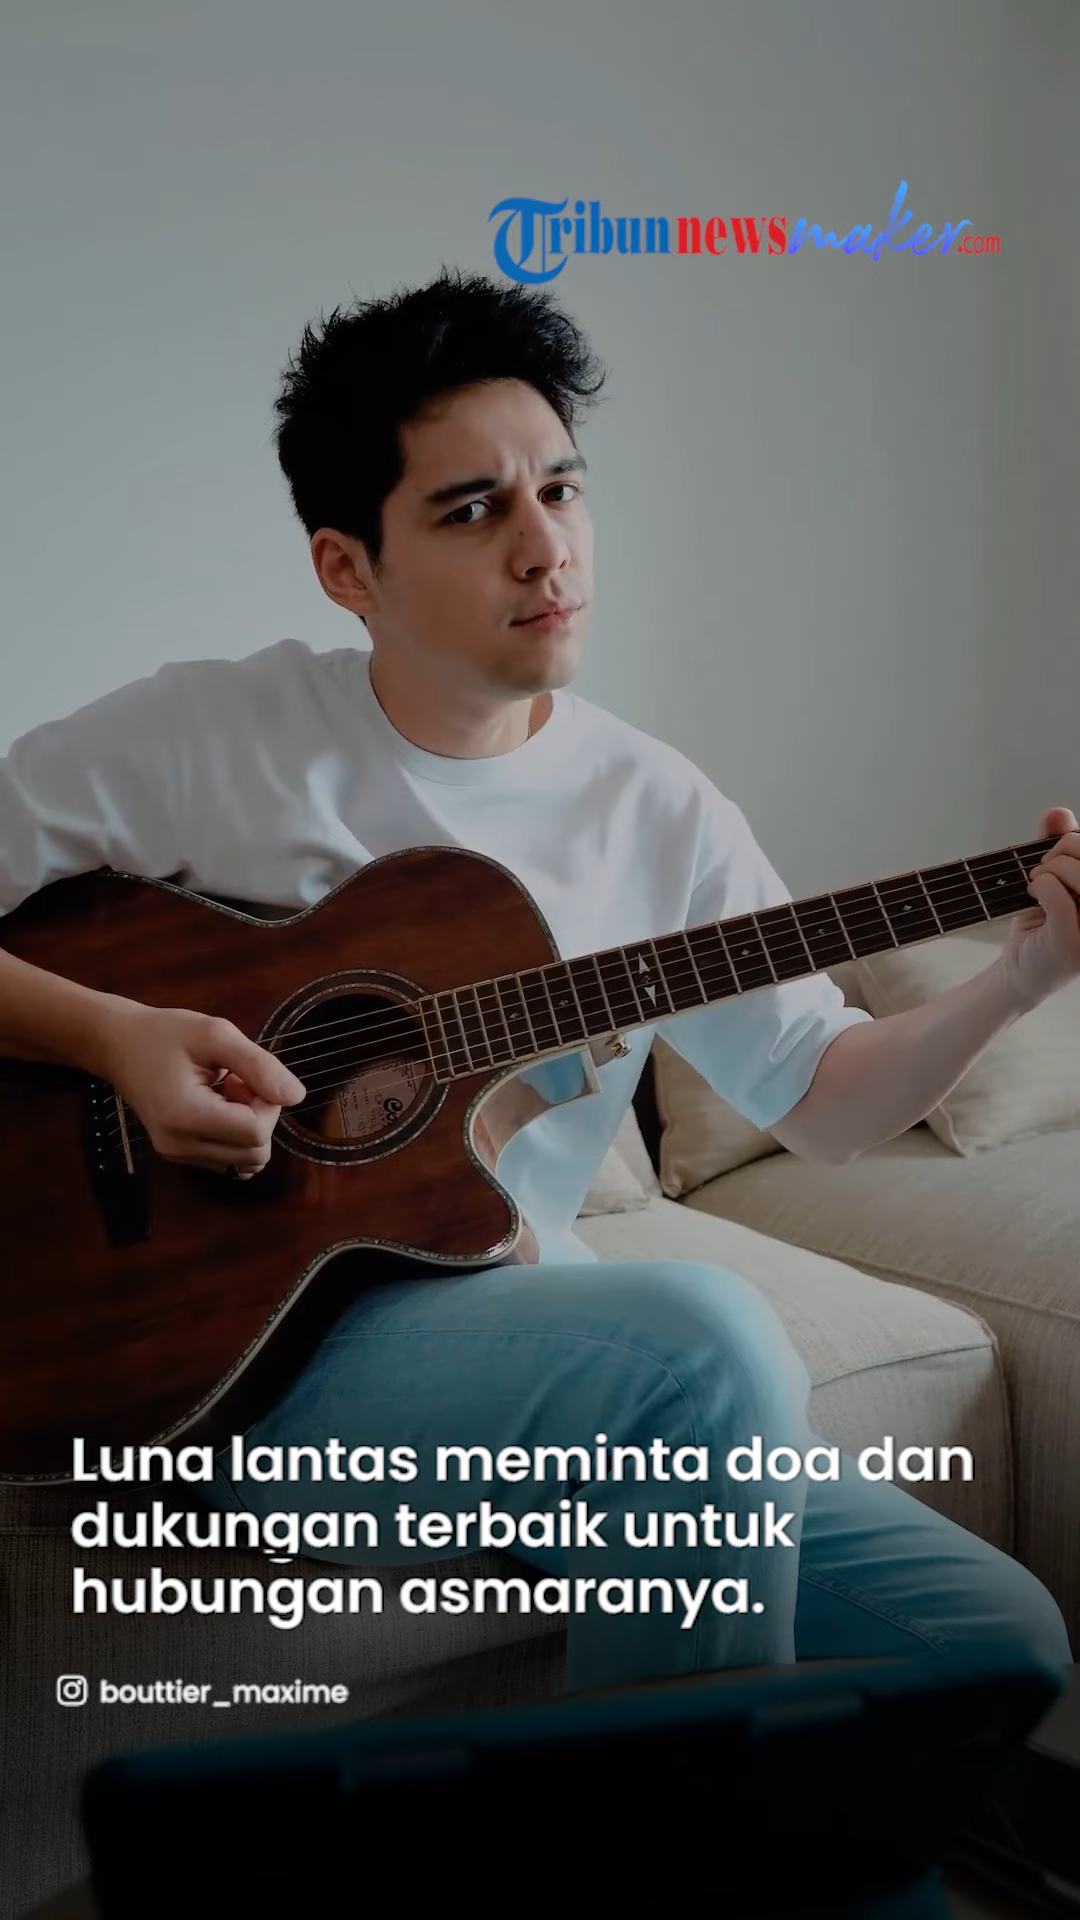 Tribunnewsmaker.com
Luna lantas meminta doa dan
dukungan terbaik untuk
hubungan asmaranya.
bouttier_maxime